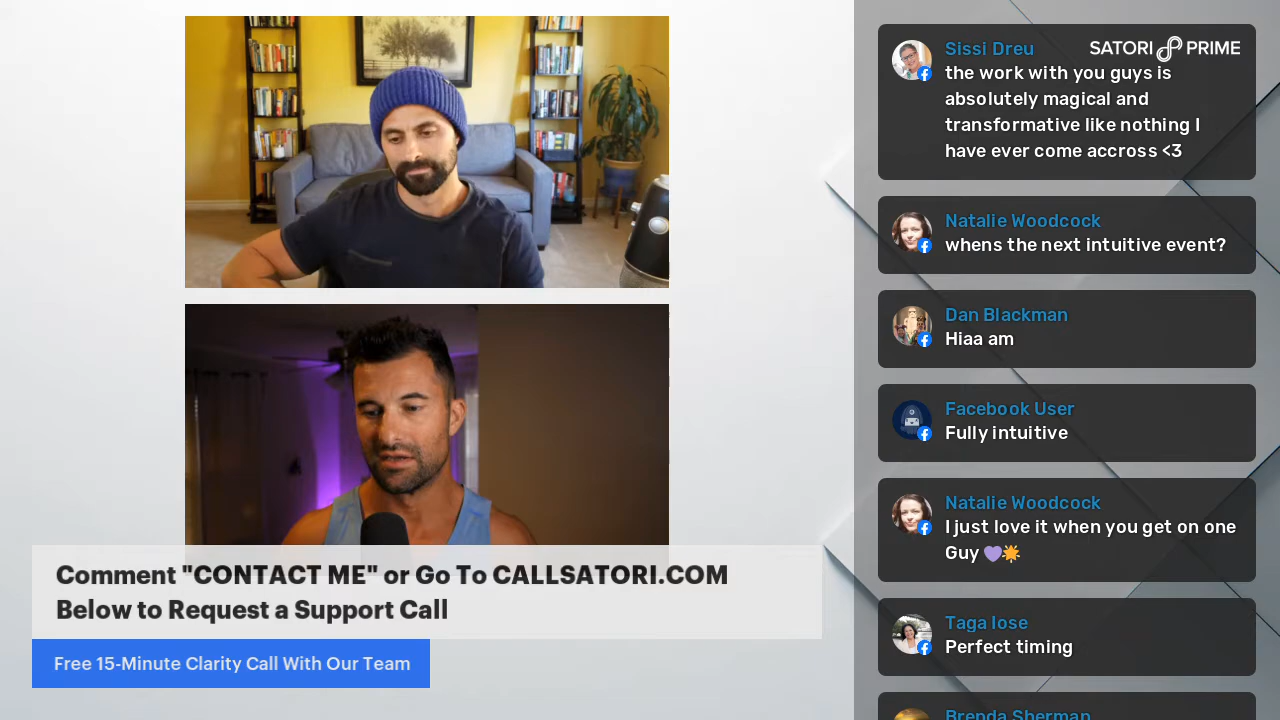 Comment "CONTACT ME" or Go To CALLSATORI.COM
Below to Request a Support Call
Free 15-Minute Clarity Call With Our Team
SATORI PRIME
Sissi Dreu
the work with you guys is
absolutely magical and
transformative like nothing I
have ever come accross <3
Natalie Woodcock
whens the next intuitive event?
Dan Blackman
Hiaa am
Facebook User
Fully intuitive
Natalie Woodcock
I just love it when you get on one
Guy 💜🌟
Taga Iose
Perfect timing
Brenda Sherman